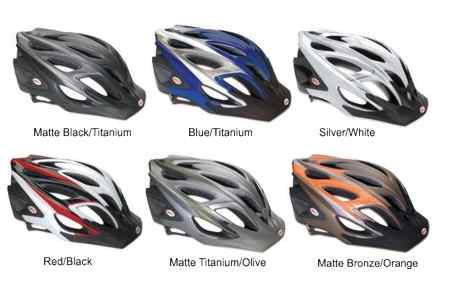 Matte Black/Titanium
Blue/Titanium
Silver/White
Red/Black
Matte Titanium/Olive
Matte Bronze/Orange